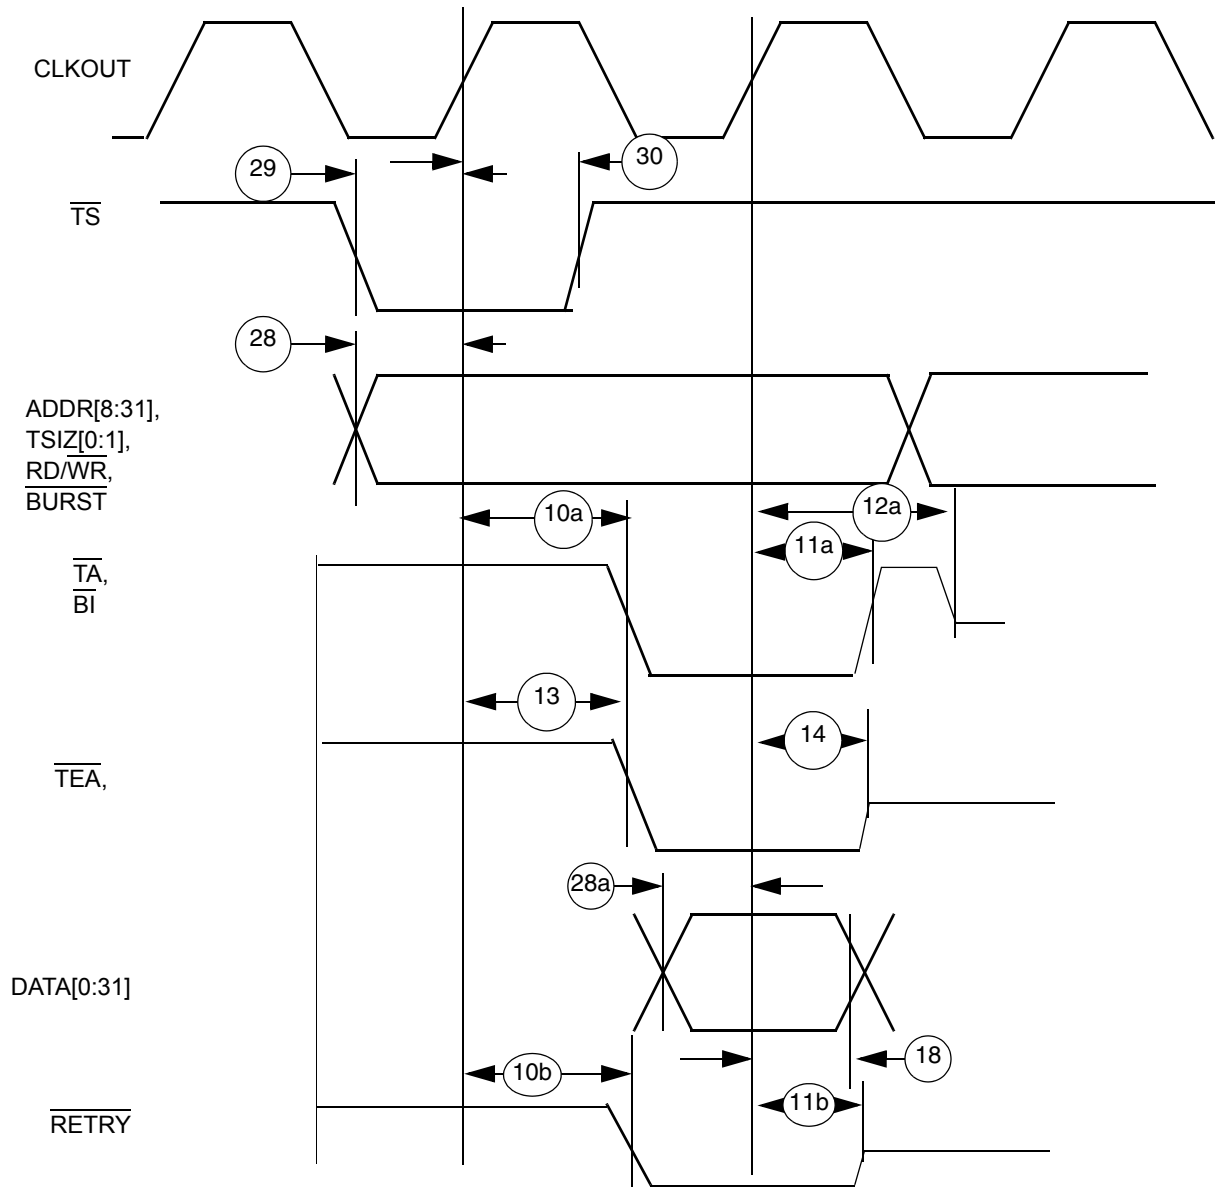 CLKOUT
29
30
TS
28
ADDR[8:31],
TSIZ[0:1],
RD/WR,
BURST
10a
12a
11a
TA,
BI
13
14
TEA,
28a
DATA[0:31]
18
10b
11b
RETRY